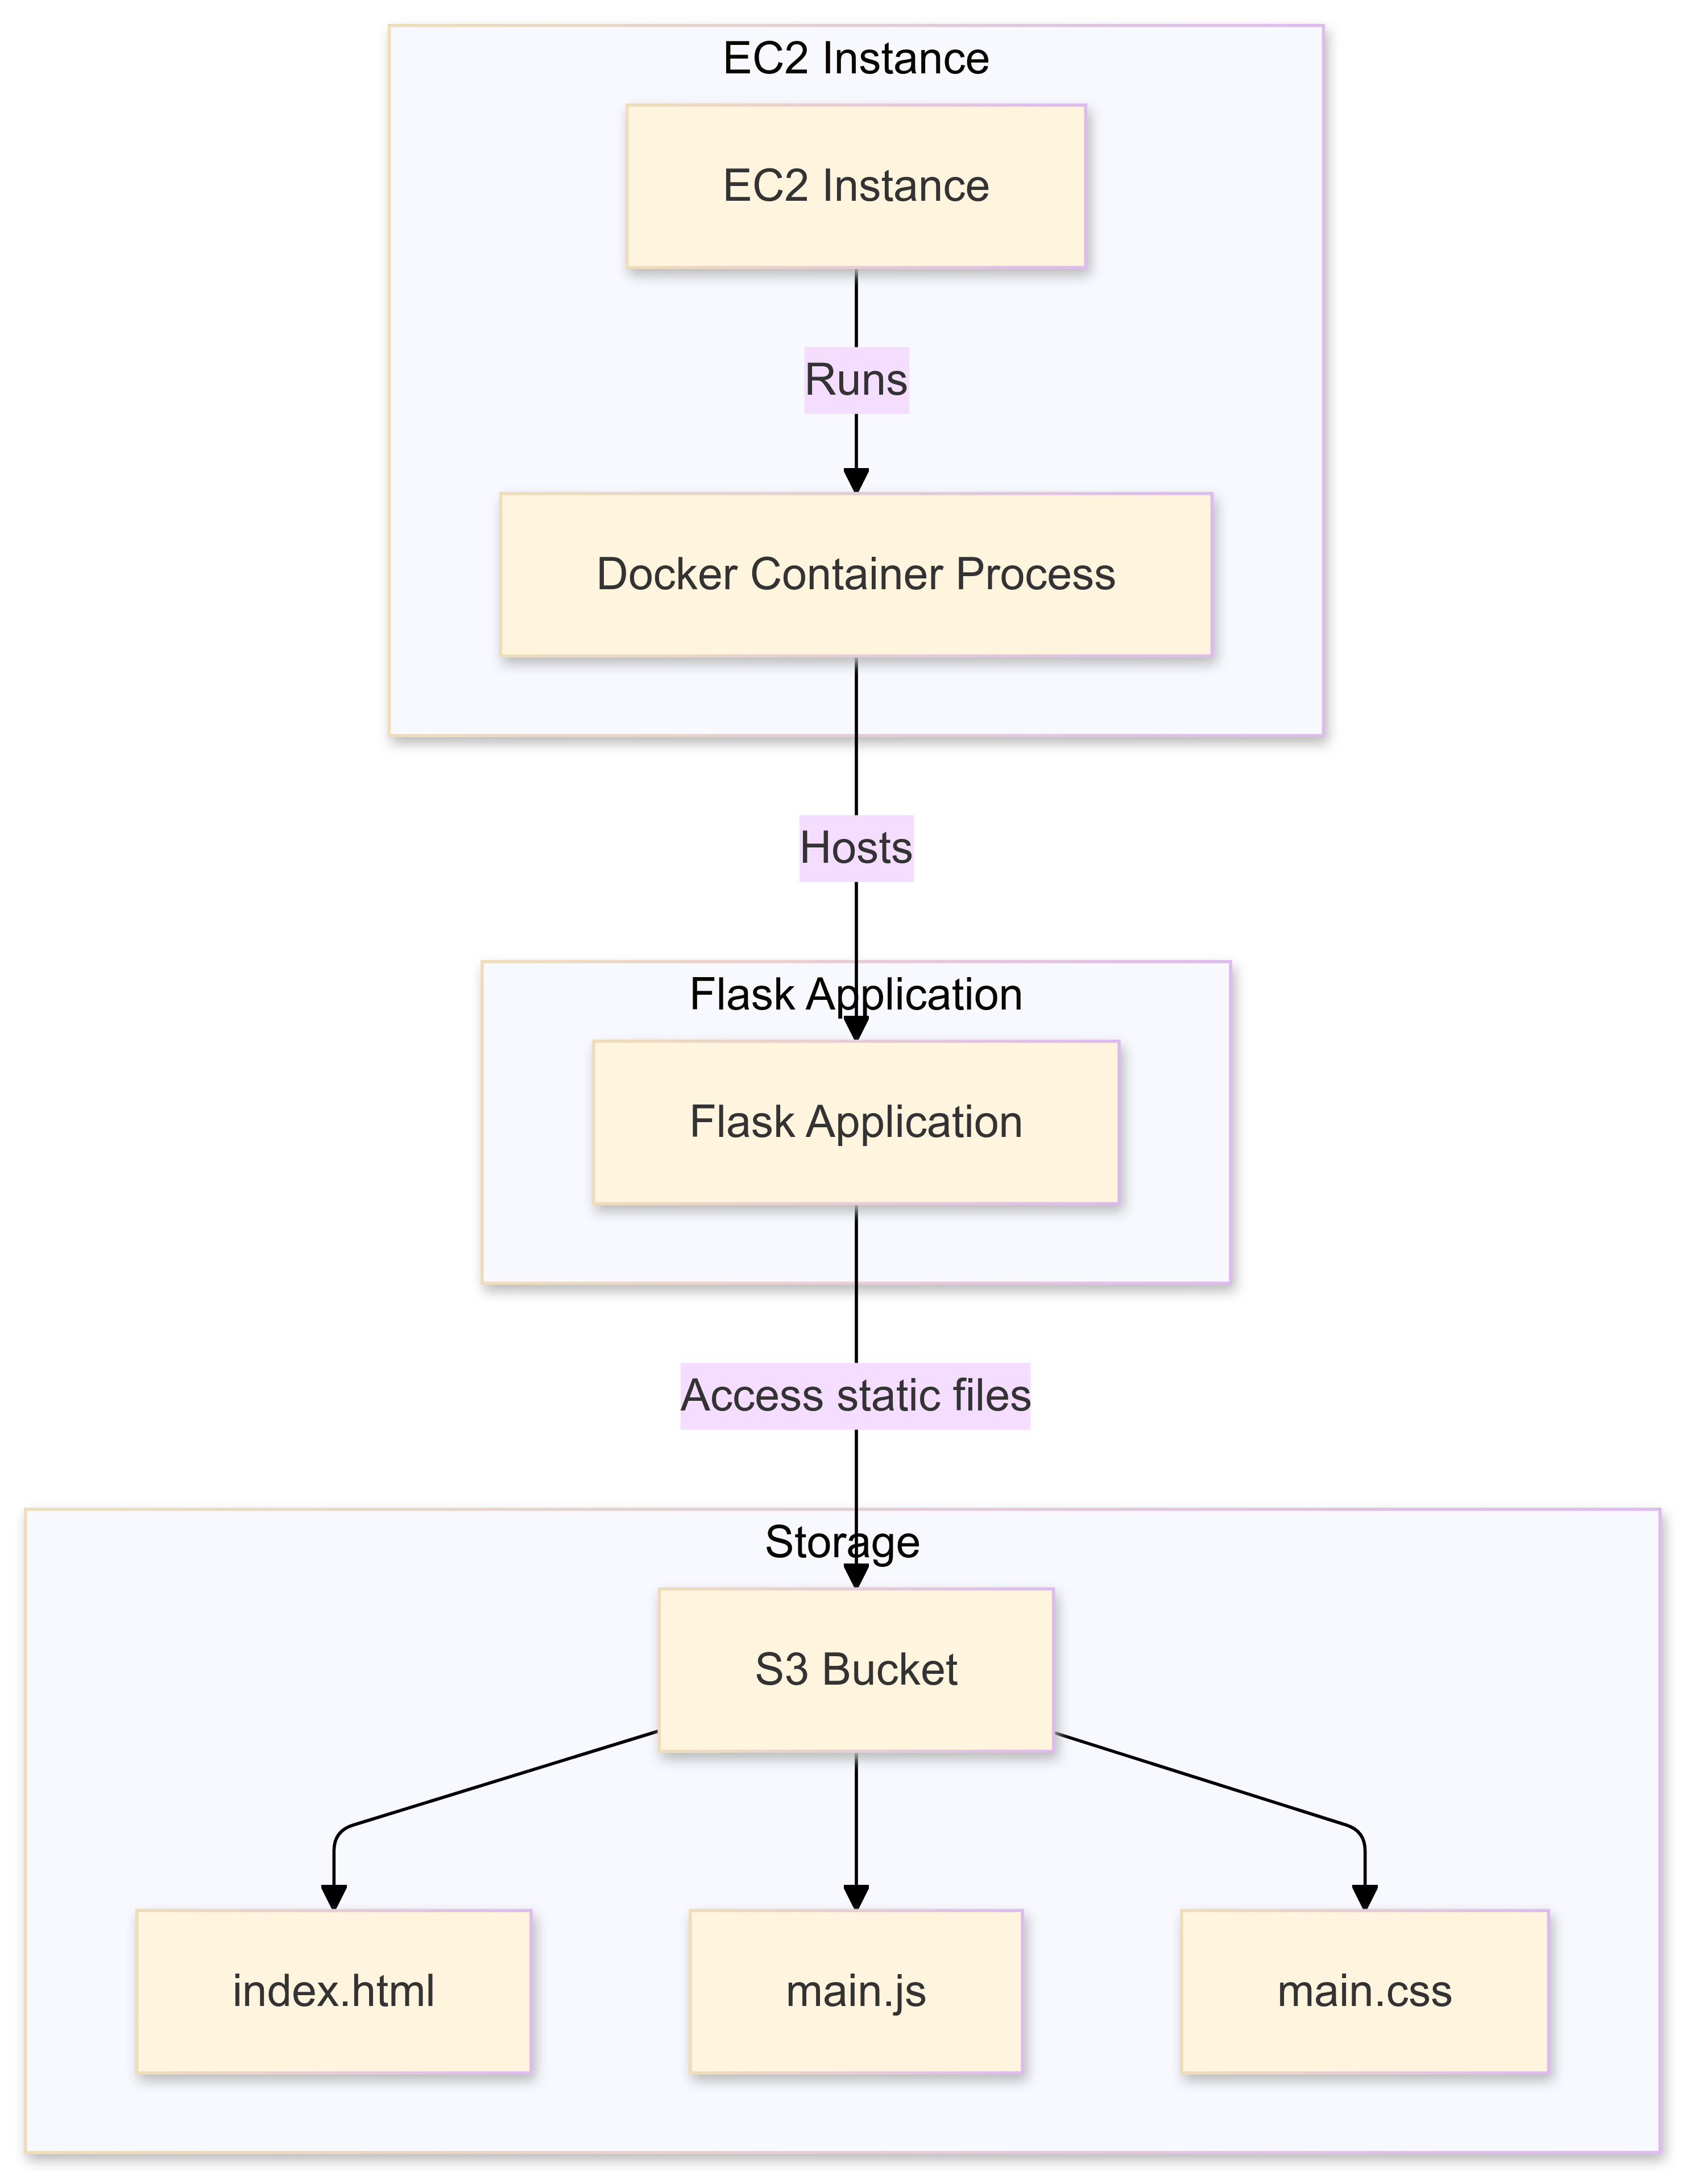 EC2 Instance
EC2 Instance
Runs
Docker Container Process
Hosts
Flask Application
Flask Application
Access static files
Storage
S3 Bucket
index.html
main.js
main.css